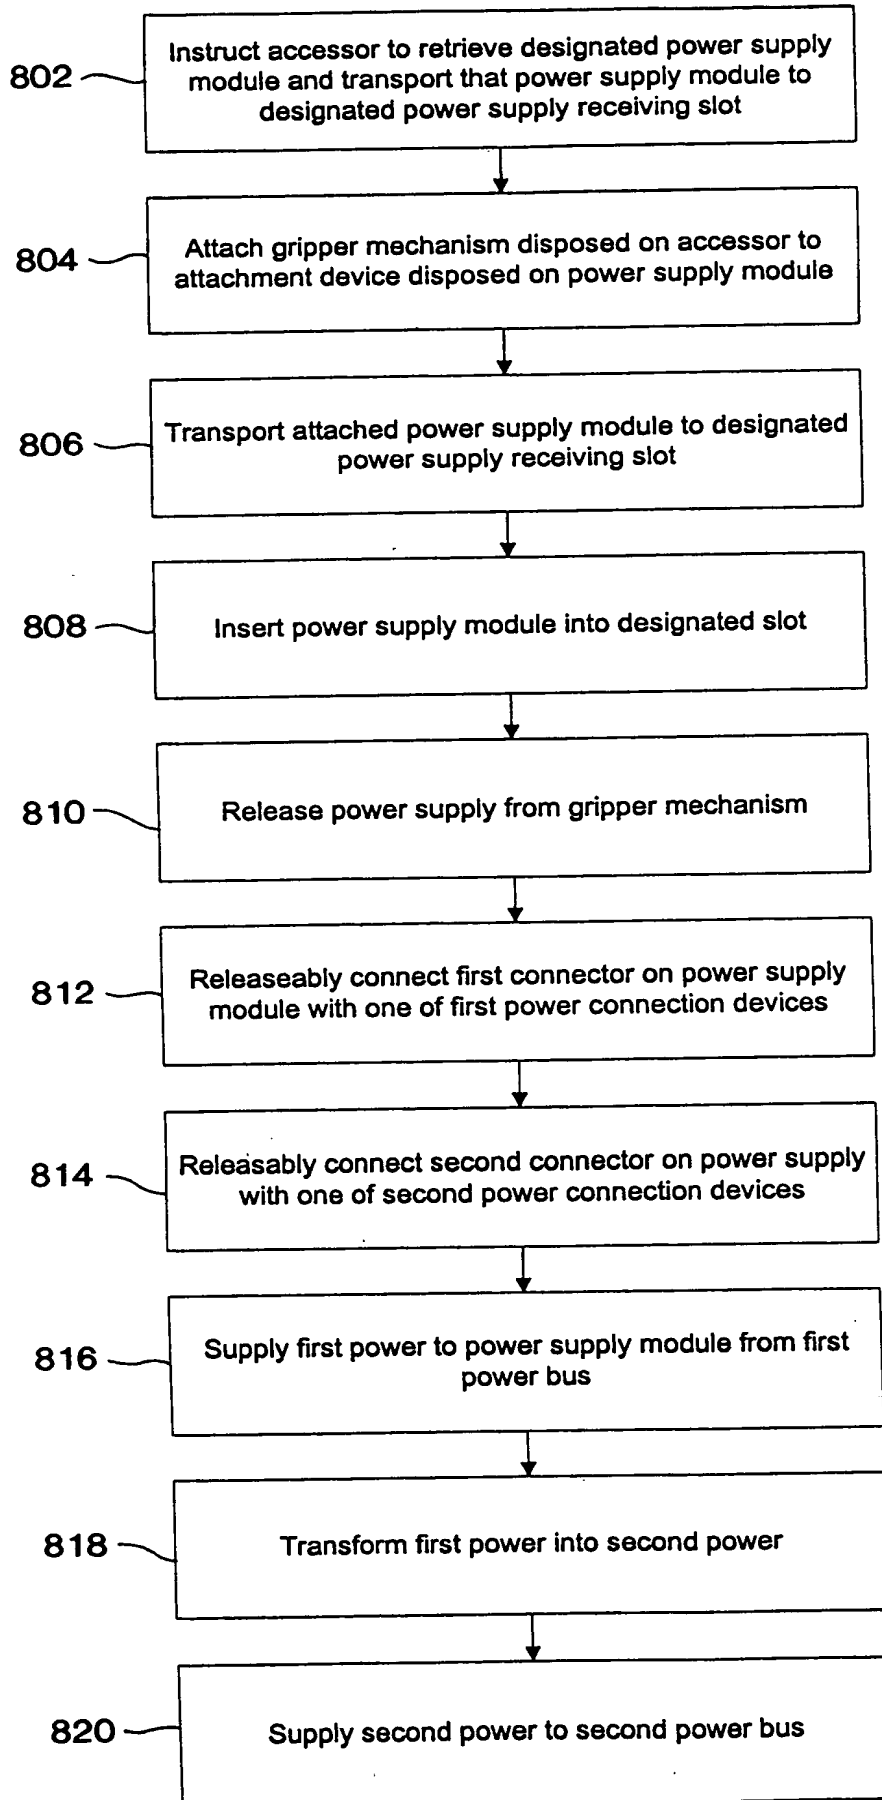 802
Instruct accessor to retrieve designated power supply
module and transport that power supply module to
designated power supply receiving slot
804
Attach gripper mechanism disposed on accessor to
attachment device disposed on power supply module
806
Transport attached power supply module to designated
power supply receiving slot
808
Insert power supply module into designated slot
810
Release power supply from gripper mechanism
812
Releaseably connect first connector on power supply
module with one of first power connection devices
814
Releasably connect second connector on power supply
with one of second power connection devices
816
Supply first power to power supply module from first
power bus
818
Transform first power into second power
820
Supply second power to second power bus